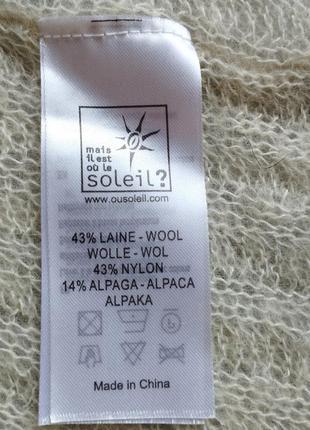 mais
il est
où le
soleil?
www.ousoleil.com
43% LAINE - WOOL
WOLLE - WOL
43% NYLON
14% ALPAGA - ALPACA
ALPAKA
Made in China